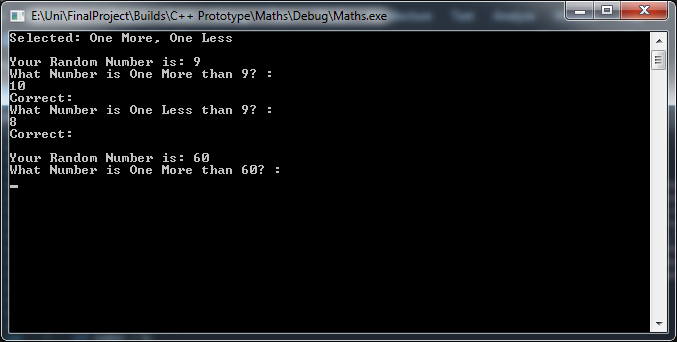 E:\Uni\FinalProject\Builds\C++ Prototype\Maths\Debug\Maths.exe
Selected: One More, One Less
Your Random Number is: 9
What Number is One More than 9? :
10
Correct:
What Number is One Less than 9? :
8
Correct:
Your Random Number is: 60
What Number is One More than 60? :